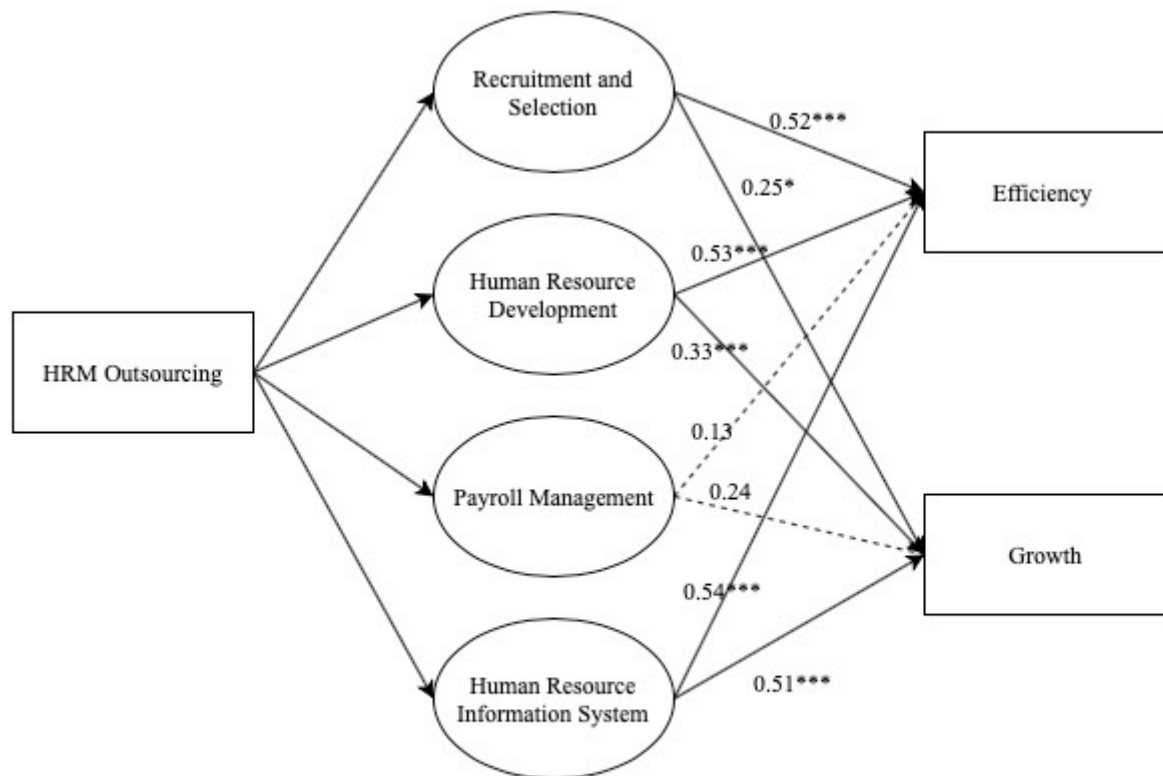 Recruitment and
Selection
0.52***
0.25*
Efficiency
Human Resource
Development
0.53***
0.33***
HRM Outsourcing
0.13
Payroll Management
0.24
Growth
0.54***
Human Resource
Information System
0.51***